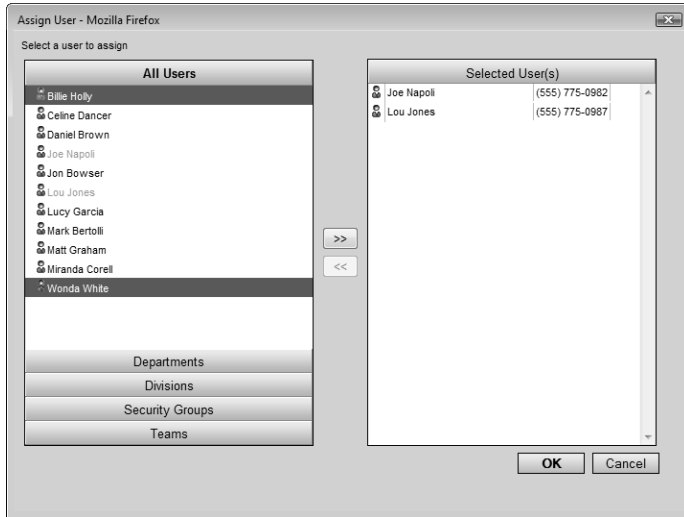 Assign User - Mozilla Firefox
Select a user to assign
All Users
Billie Holly
Celine Dancer
Daniel Brown
Joe Napoli
Jon Bowser
Lou Jones
Lucy Garcia
Mark Bertolli
Matt Graham
Miranda Corell
Wonda White
Departments
Divisions
Security Groups
Teams
>>
<<
Selected User(s)
Joe Napoli (555) 775-0982
Lou Jones (555) 775-0987
OK Cancel